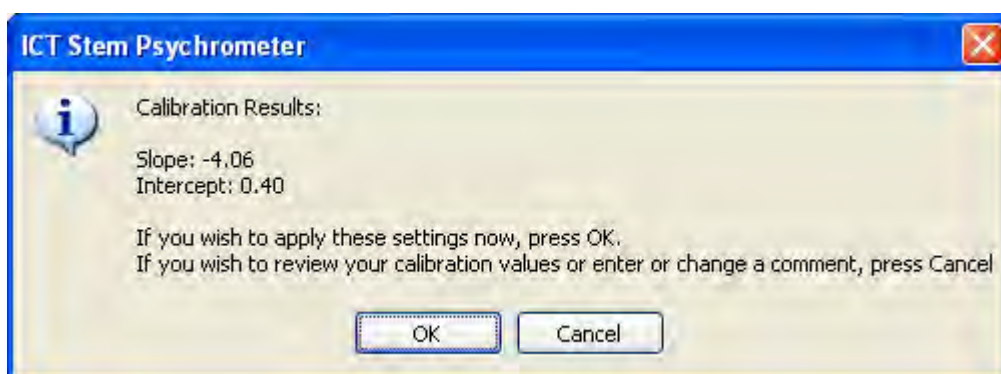 ICT Stem Psychrometer
Calibration Results:
Slope: -4.06
Intercept: 0.40
If you wish to apply these settings now, press OK.
If you wish to review your calibration values or enter or change a comment, press Cancel
OK
Cancel